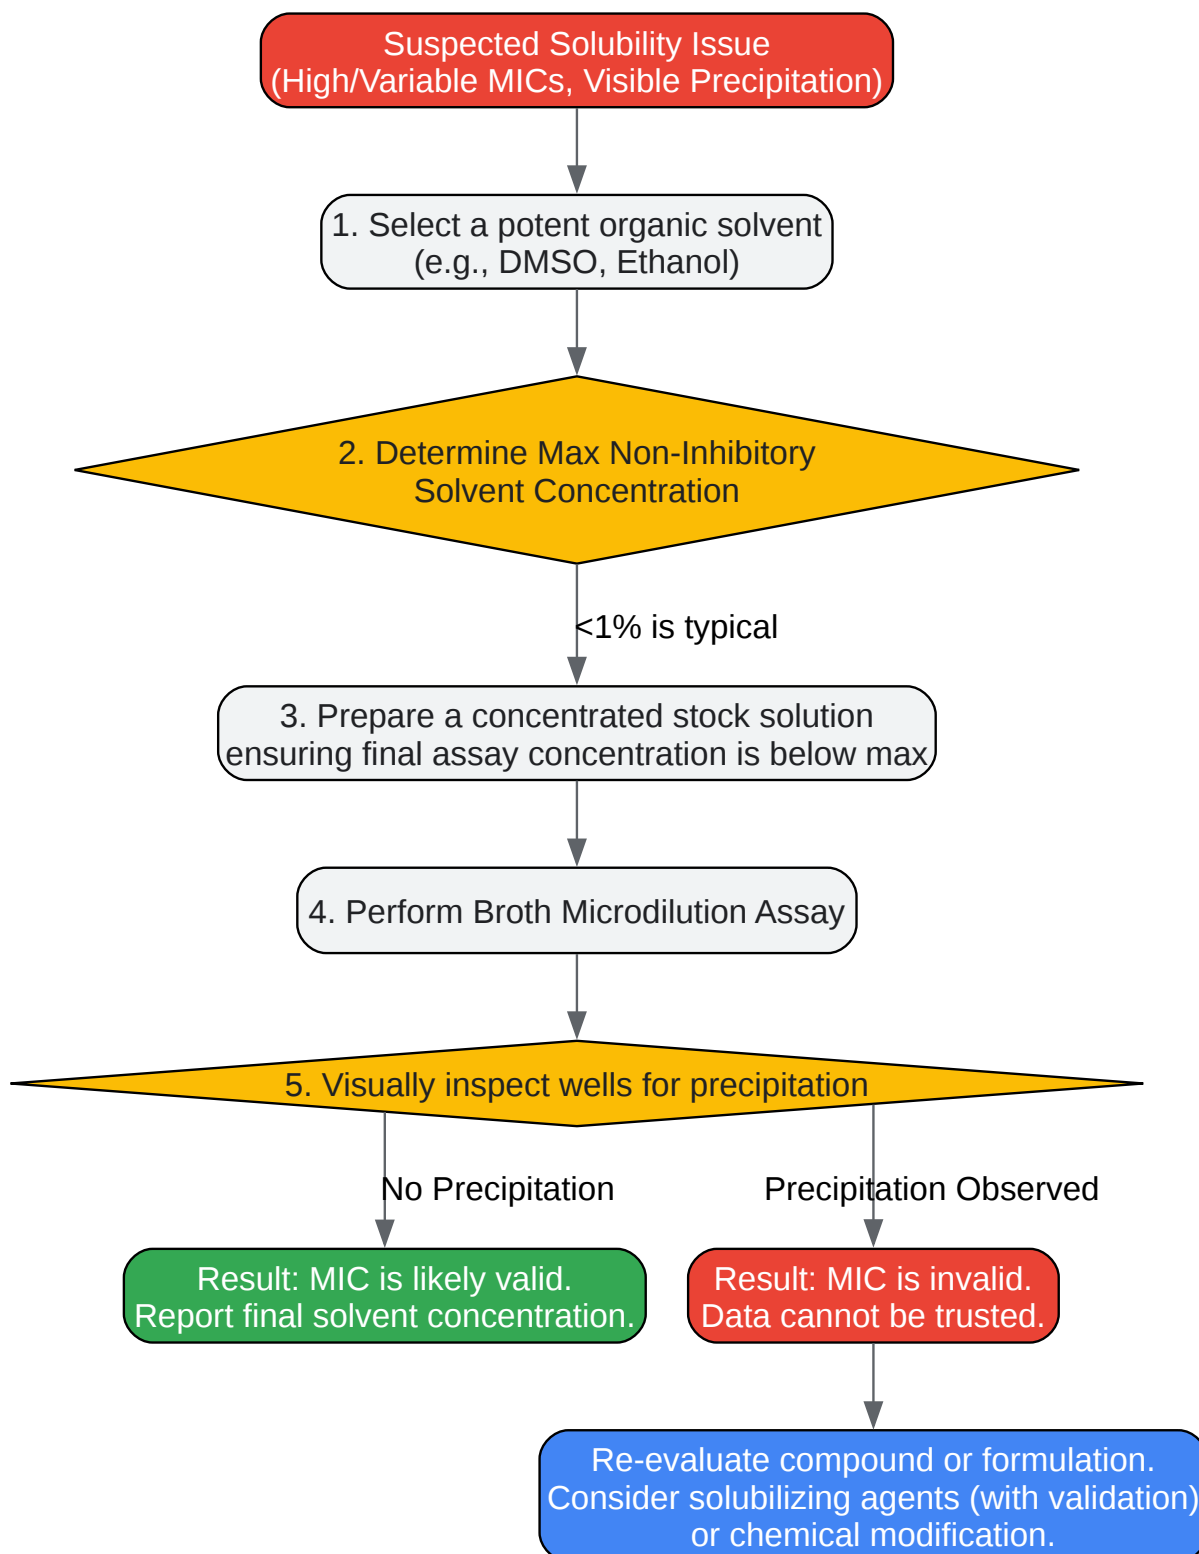 Suspected Solubility Issue
(High/Variable MICs, Visible Precipitation)
1. Select a potent organic solvent
(e.g., DMSO, Ethanol)
2. Determine Max Non-Inhibitory
Solvent Concentration
<1% is typical
3. Prepare a concentrated stock solution
ensuring final assay concentration is below max
4. Perform Broth Microdilution Assay
5. Visually inspect wells for precipitation
No Precipitation
Precipitation Observed
Result: MIC is likely valid.
Report final solvent concentration.
Result: MIC is invalid.
Data cannot be trusted.
Re-evaluate compound or formulation.
Consider solubilizing agents (with validation)
or chemical modification.